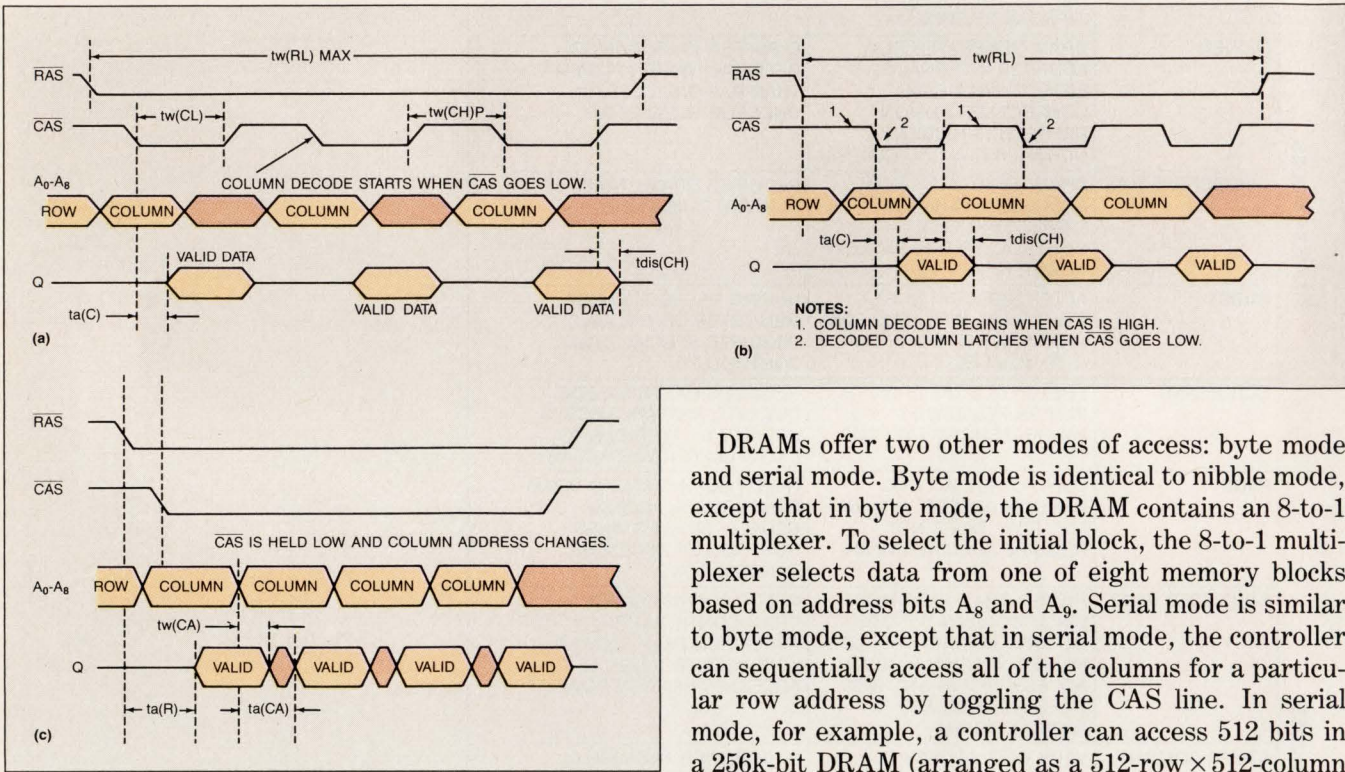 tw(RL) MAX
RAS
CAS
tw(CL)
tw(CH)P
COLUMN DECODE STARTS WHEN CAS GOES LOW.
A₀-A₈
ROW COLUMN COLUMN COLUMN
VALID DATA
Q
VALID DATA VALID DATA
tdis(CH)
ta(C)
(a)
tw(RL)
RAS
CAS
1 2 1 2
A₀-A₈
ROW COLUMN COLUMN COLUMN
ta(C) tdis(CH)
Q
VALID VALID VALID
NOTES:
1. COLUMN DECODE BEGINS WHEN CAS IS HIGH.
2. DECODED COLUMN LATCHES WHEN CAS GOES LOW.
(b)
RAS
CAS
CAS IS HELD LOW AND COLUMN ADDRESS CHANGES.
A₀-A₈
ROW COLUMN COLUMN COLUMN COLUMN
tw(CA)
Q
VALID VALID VALID VALID
ta(R) ta(CA)
(c)
DRAMs offer two other modes of access: byte mode
and serial mode. Byte mode is identical to nibble mode,
except that in byte mode, the DRAM contains an 8-to-1
multiplexer. To select the initial block, the 8-to-1 multi-
plexer selects data from one of eight memory blocks
based on address bits A₈ and A₉. Serial mode is similar
to byte mode, except that in serial mode, the controller
can sequentially access all of the columns for a particu-
lar row address by toggling the CAS line. In serial
mode, for example, a controller can access 512 bits in
a 256k-bit DRAM (arranged as a 512-row × 512-column